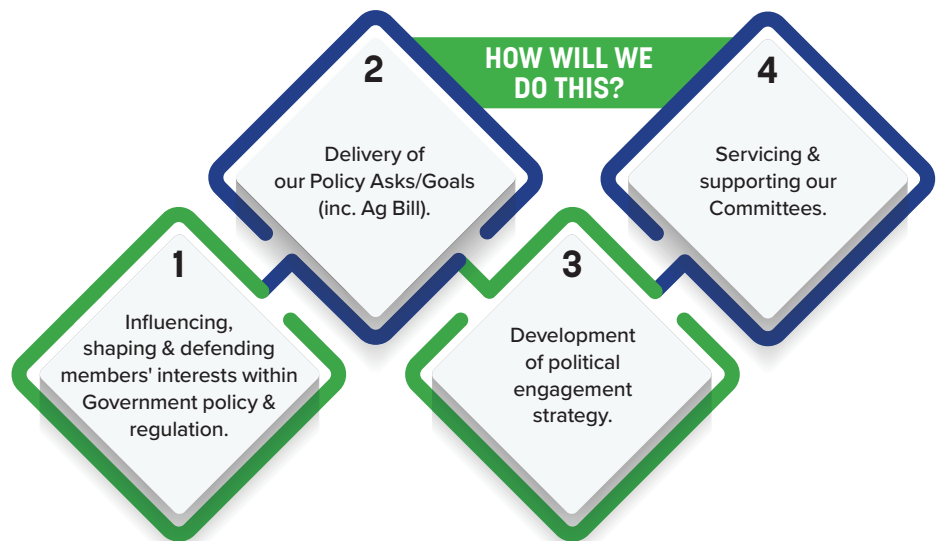 HOW WILL WE
DO THIS?
1
Influencing,
shaping & defending
members' interests within
Government policy &
regulation.
2
Delivery of
our Policy Asks/Goals
(inc. Ag Bill).
3
Development
of political
engagement
strategy.
4
Servicing &
supporting our
Committees.